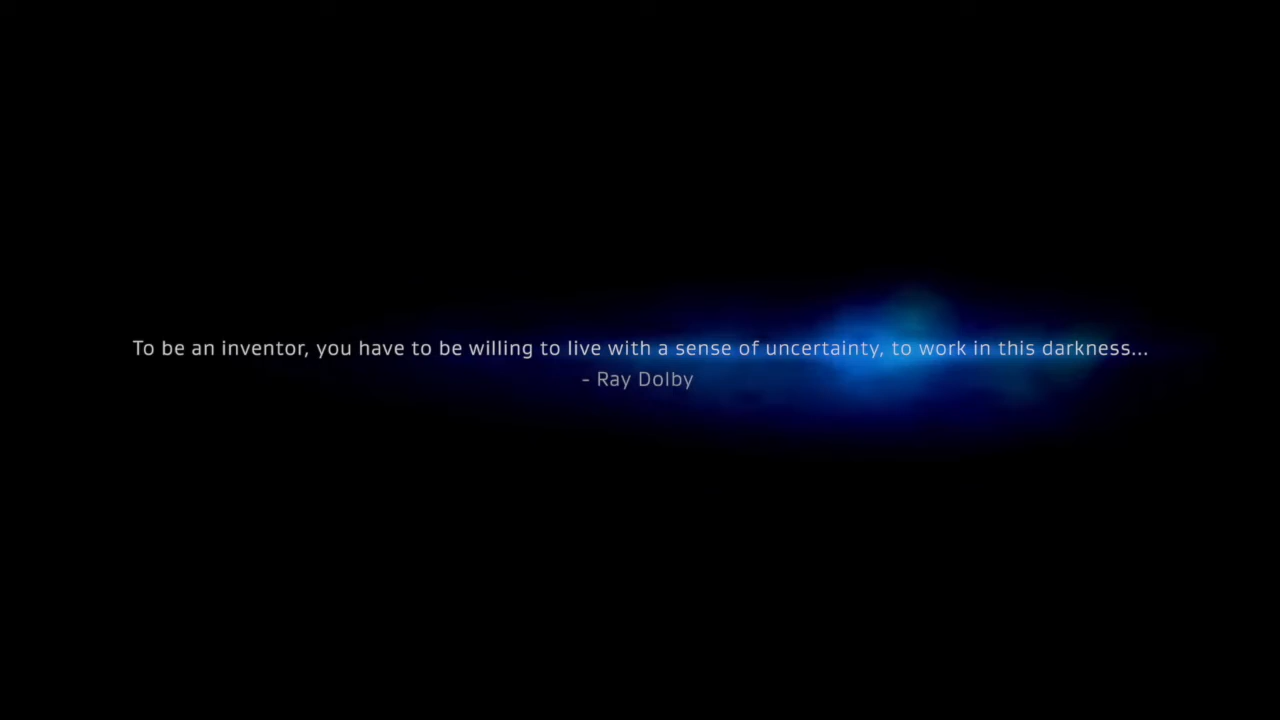 To be an inventor, you have to be willing to live with a sense of uncertainty, to work in this darkness...
- Ray Dolby